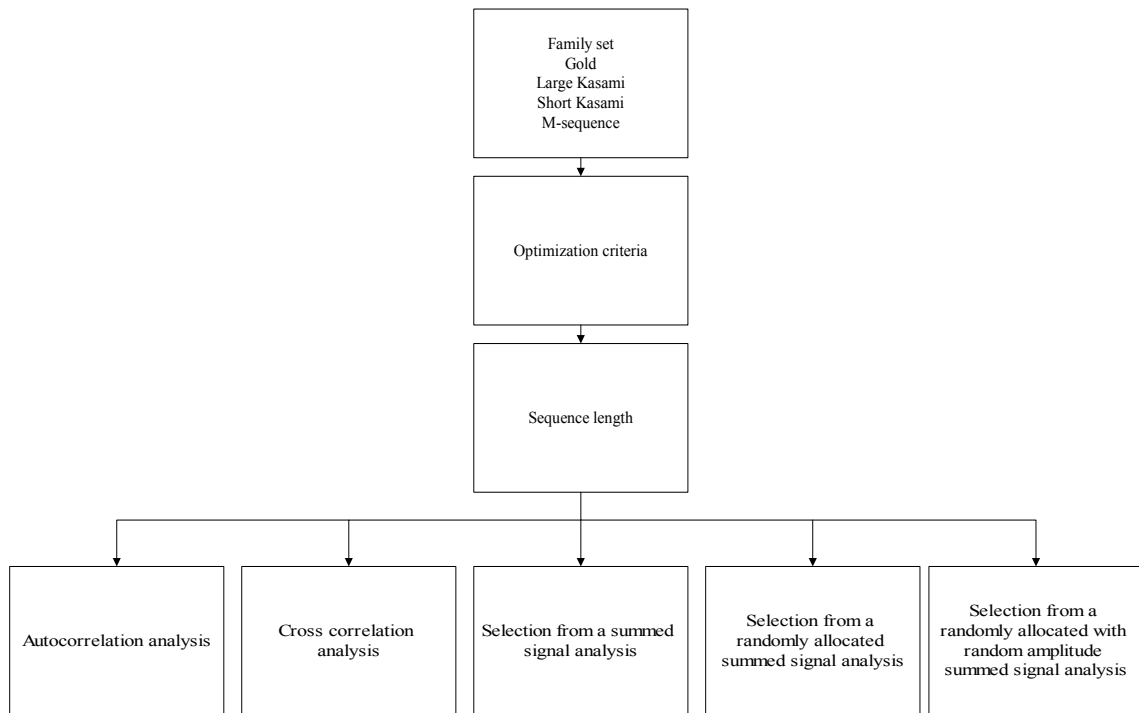 Family set
Gold
Large Kasami
Short Kasami
M-sequence
Optimization criteria
Sequence length
Autocorrelation analysis
Cross correlation
analysis
Selection from a summed
signal analysis
Selection from a
randomly allocated
summed signal analysis
Selection from a
randomly allocated with
random amplitude
summed signal analysis